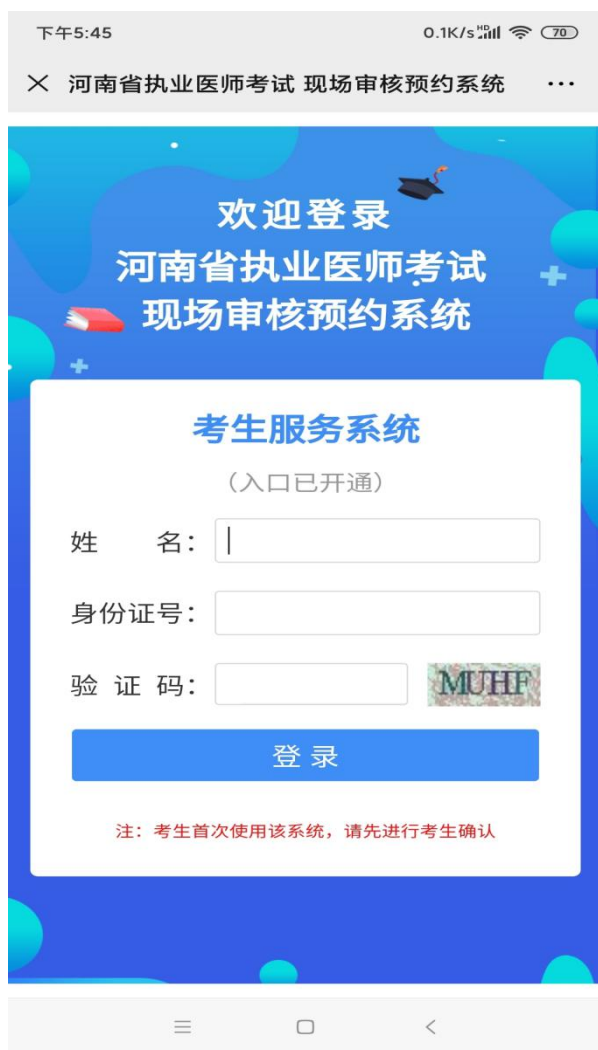 下午5:45 0.1K/s HD 70
河南省执业医师考试 现场审核预约系统 ···
欢迎登录
河南省执业医师考试
现场审核预约系统
考生服务系统
（入口已开通）
姓 名：
身份证号：
验 证 码： MUHF
登 录
注：考生首次使用该系统，请先进行考生确认